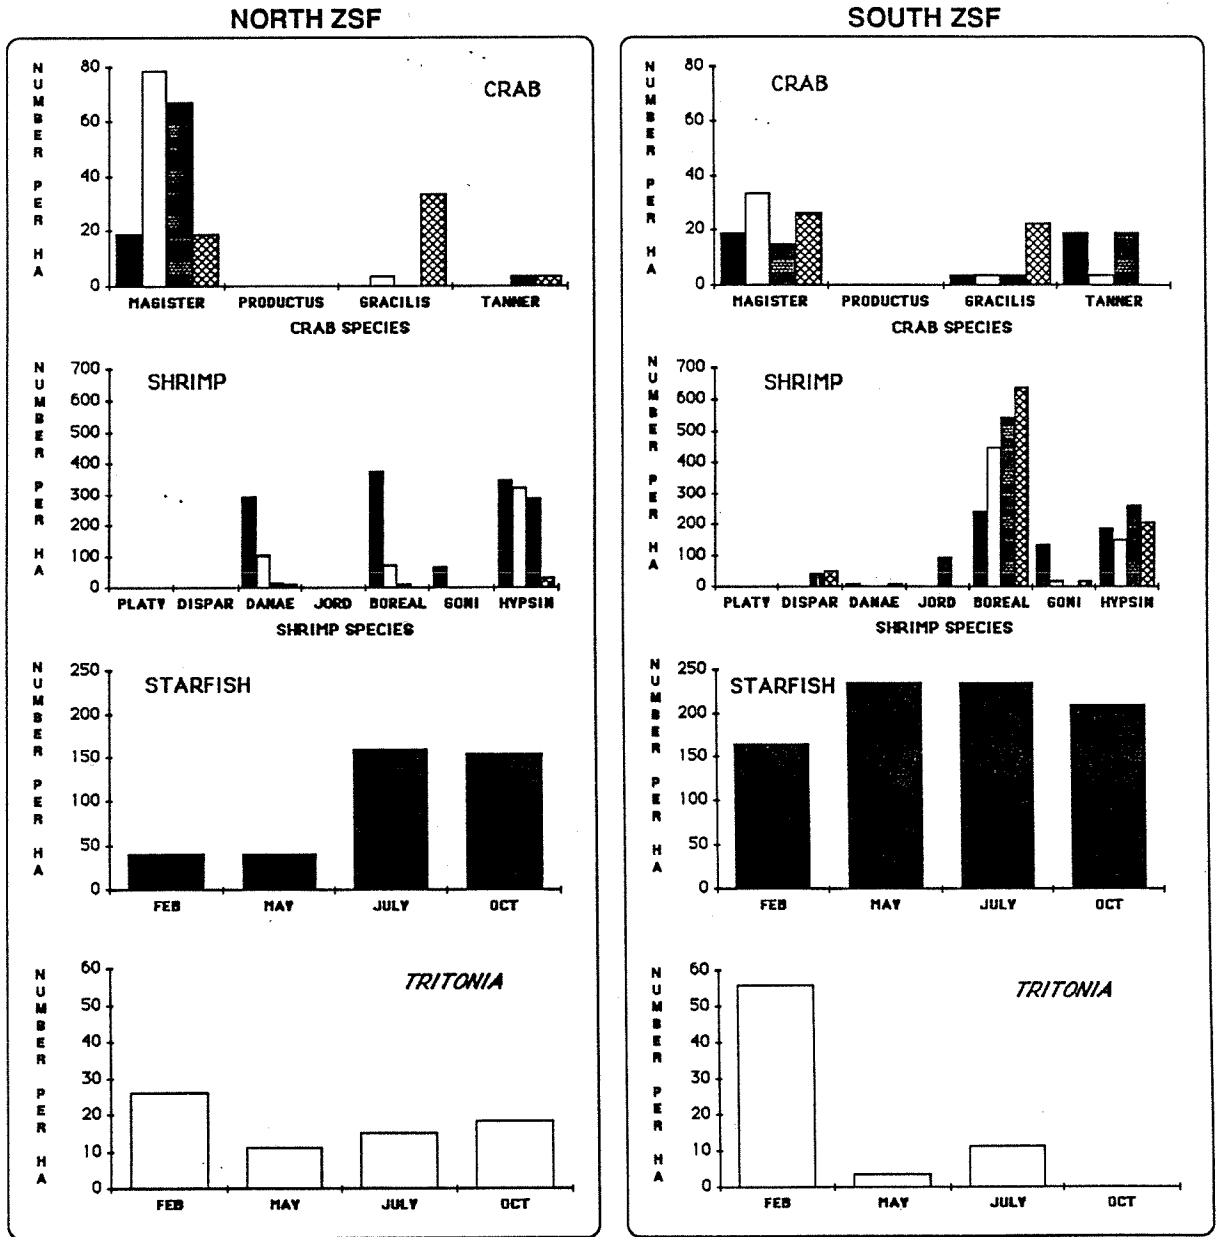 NORTH ZSF
NUMBER PER HA
80
60
40
20
0
CRAB
MAGISTER PRODUCTUS GRACILIS TANNER
CRAB SPECIES
NUMBER PER HA
700
600
500
400
300
200
100
0
SHRIMP
PLATY DISPAR DANAE JORD BOREAL GONI HYPSIN
SHRIMP SPECIES
NUMBER PER HA
250
200
150
100
50
0
STARFISH
FEB MAY JULY OCT
NUMBER PER HA
60
50
40
30
20
10
0
TRITONIA
FEB MAY JULY OCT
SOUTH ZSF
NUMBER PER HA
80
60
40
20
0
CRAB
MAGISTER PRODUCTUS GRACILIS TANNER
CRAB SPECIES
NUMBER PER HA
700
600
500
400
300
200
100
0
SHRIMP
PLATY DISPAR DANAE JORD BOREAL GONI HYPSIN
SHRIMP SPECIES
NUMBER PER HA
250
200
150
100
50
0
STARFISH
FEB MAY JULY OCT
NUMBER PER HA
60
50
40
30
20
10
0
TRITONIA
FEB MAY JULY OCT